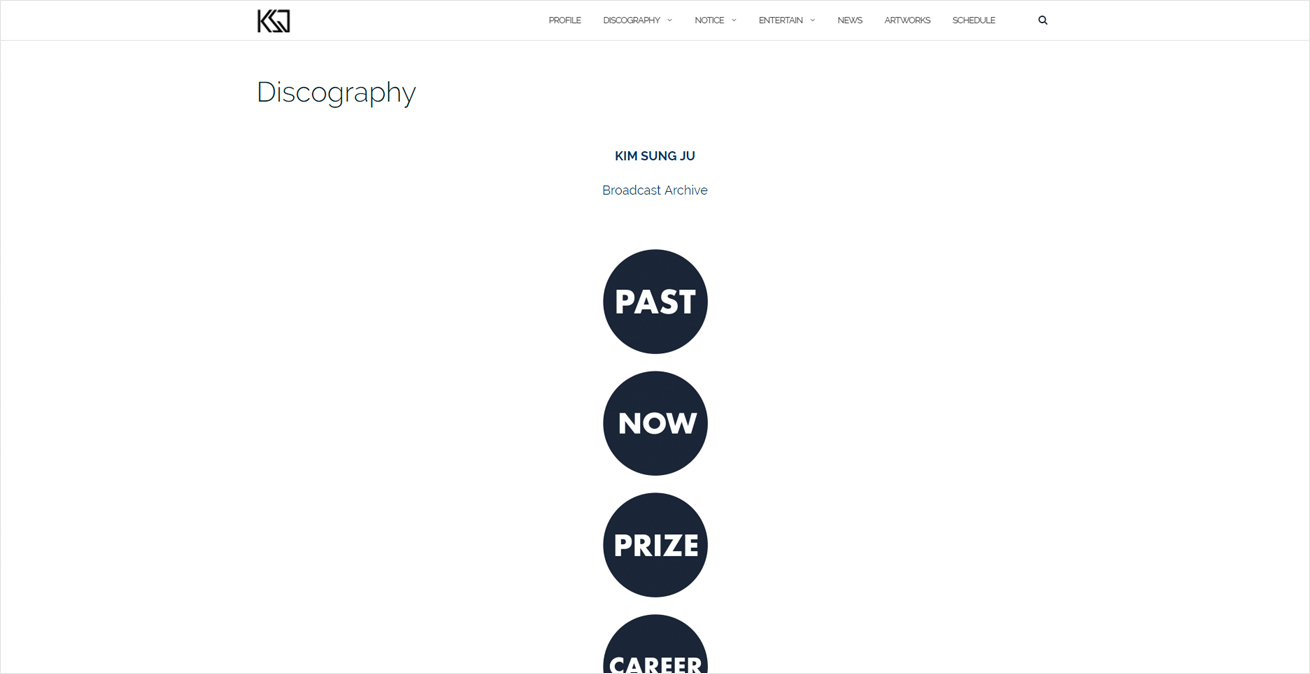 KSJ
PROFILE DISCOGRAPHY NOTICE ENTERTAIN NEWS ARTWORKS SCHEDULE
Discography
KIM SUNG JU
Broadcast Archive
PAST
NOW
PRIZE
CAREER